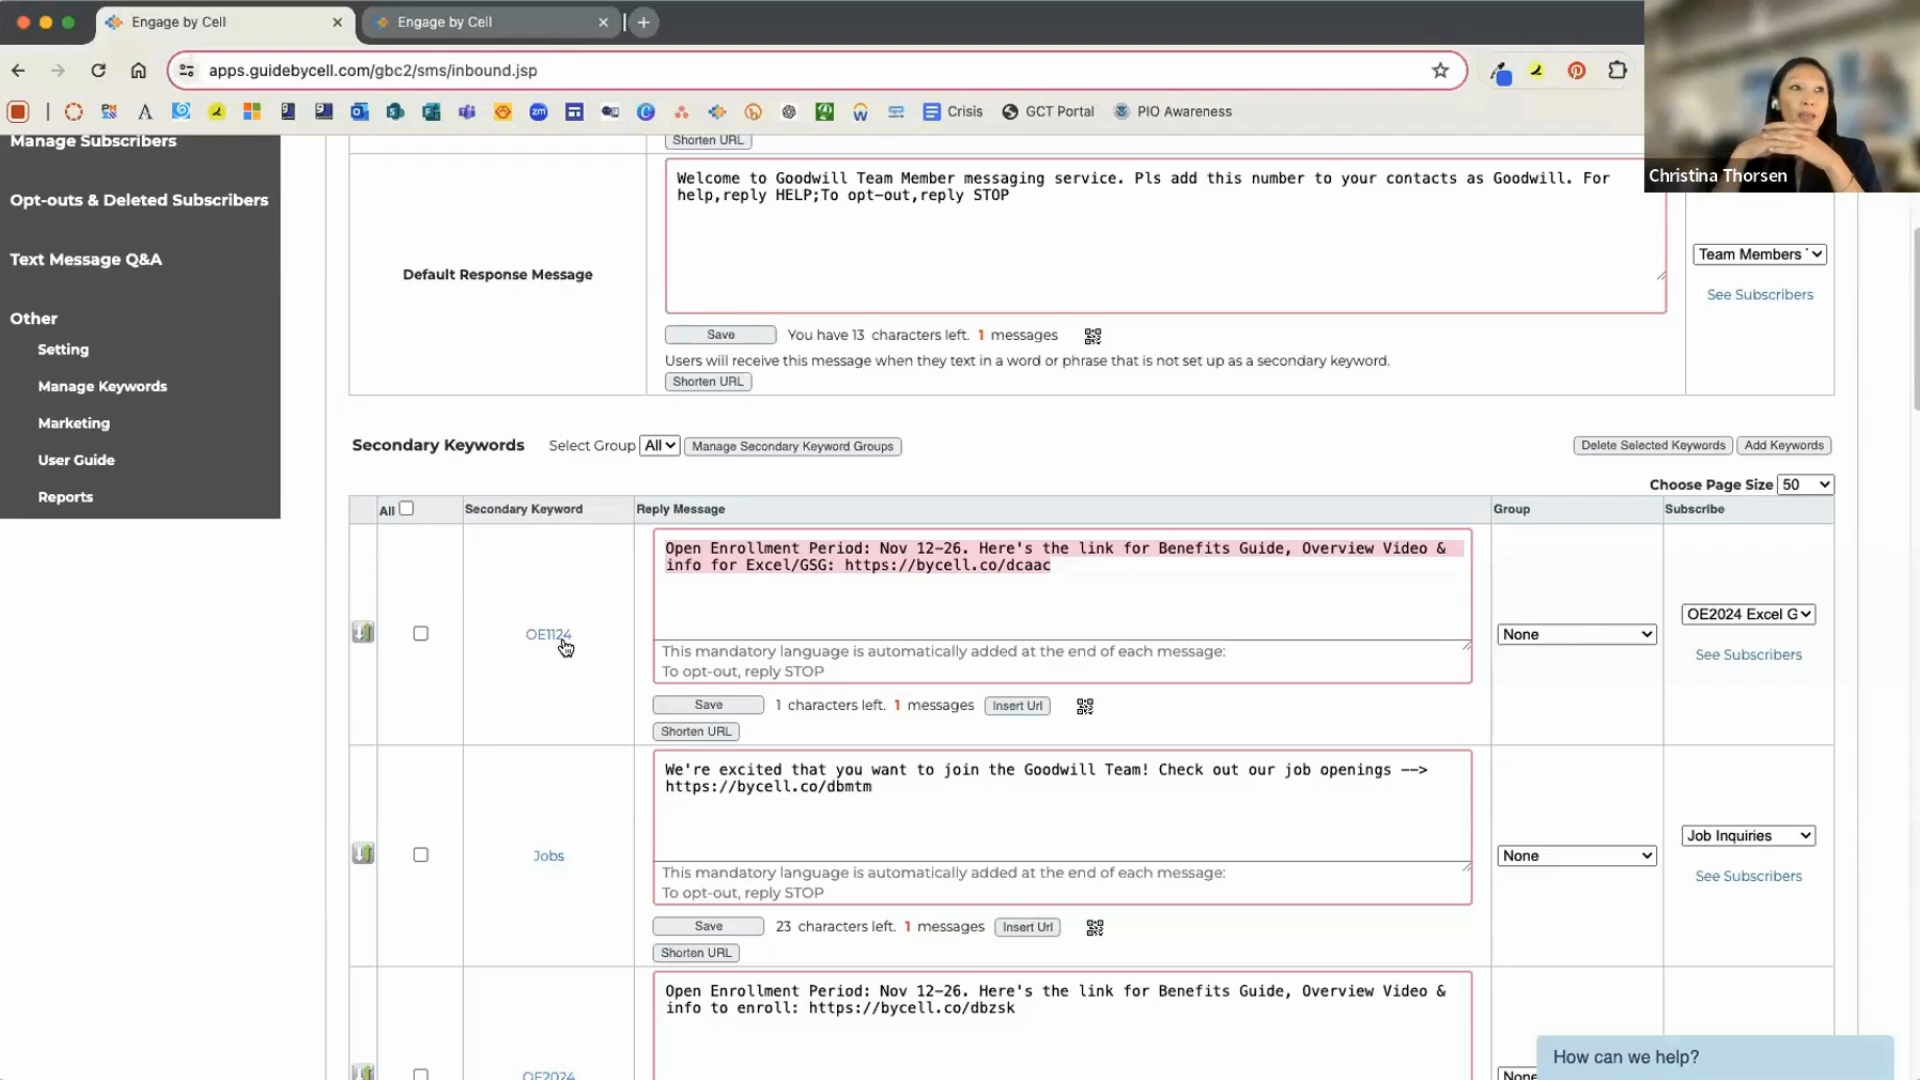 Engage by Cell
Engage by Cell
apps.guidebycell.com/gbc2/sms/inbound.jsp
Crisis
GCT Portal
PIO Awareness
Christina Thorsen
Manage Subscribers
Opt-outs & Deleted Subscribers
Text Message Q&A
Other
Setting
Manage Keywords
Marketing
User Guide
Reports
Shorten URL
Default Response Message
Welcome to Goodwill Team Member messaging service. Pls add this number to your contacts as Goodwill. For
help,reply HELP;To opt-out,reply STOP
Team Members
See Subscribers
Save You have 13 characters left. 1 messages
Users will receive this message when they text in a word or phrase that is not set up as a secondary keyword.
Shorten URL
Secondary Keywords Select Group All Manage Secondary Keyword Groups Delete Selected Keywords Add Keywords
Choose Page Size 50
All Secondary Keyword Reply Message Group Subscribe
OE1124
Open Enrollment Period: Nov 12-26. Here's the link for Benefits Guide, Overview Video &
info for Excel/GSG: https://bycell.co/dcaac
This mandatory language is automatically added at the end of each message:
To opt-out, reply STOP
None
OE2024 Excel G
See Subscribers
Save 1 characters left. 1 messages Insert Url
Shorten URL
Jobs
We're excited that you want to join the Goodwill Team! Check out our job openings -->
https://bycell.co/dbmtm
This mandatory language is automatically added at the end of each message:
To opt-out, reply STOP
None
Job Inquiries
See Subscribers
Save 23 characters left. 1 messages Insert Url
Shorten URL
OE2024
Open Enrollment Period: Nov 12-26. Here's the link for Benefits Guide, Overview Video &
info to enroll: https://bycell.co/dbzsk
None
How can we help?